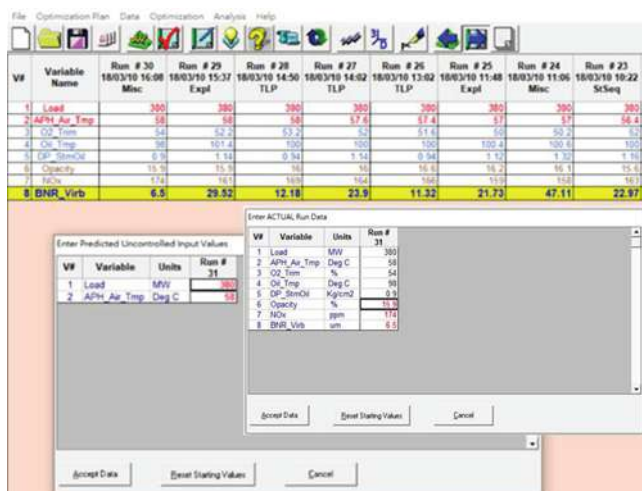 File Optimization Plan Data Optimization Analysis Help
V# Variable Name Run # 30 18/03/10 16:08 Misc Run # 29 18/03/10 15:37 Expl Run # 28 18/03/10 14:50 TLP Run # 27 18/03/10 14:02 TLP Run # 26 18/03/10 13:02 TLP Run # 25 18/03/10 11:48 Expl Run # 24 18/03/10 11:06 Misc Run # 23 18/03/10 10:22 StSeq
1 Load 380 380 380 380 380 380 380 380
2 APH_Air_Tmp 58 58 58 57.6 57.4 57 57 56.4
3 O2_Trim 54 52.2 53.2 52 51.6 50 50.2 52
4 Oil_Tmp 98 101.4 100 100 100 100.4 100.6 100
5 DP_StmOil 0.9 1.14 0.94 1.14 0.94 1.12 1.32 1.16
6 Opacity 15.9 15.9 16 16 16.6 16.2 16.1 15.6
7 NOx 174 161 169 164 166 159 158 163
8 BNR_Virb 6.5 29.52 12.18 23.9 11.32 21.73 47.11 22.97
Enter Predicted Uncontrolled Input Values
V# Variable Units Run # 31
1 Load MW 380
2 APH_Air_Tmp Deg C 58
Accept Data Reset Starting Values Cancel
Enter ACTUAL Run Data
V# Variable Units Run # 31
1 Load MW 380
2 APH_Air_Tmp Deg C 58
3 O2_Trim % 54
4 Oil_Tmp Deg C 98
5 DP_StmOil Kg/cm2 0.9
6 Opacity % 15.9
7 NOx ppm 174
8 BNR_Virb um 6.5
Accept Data Reset Starting Values Cancel